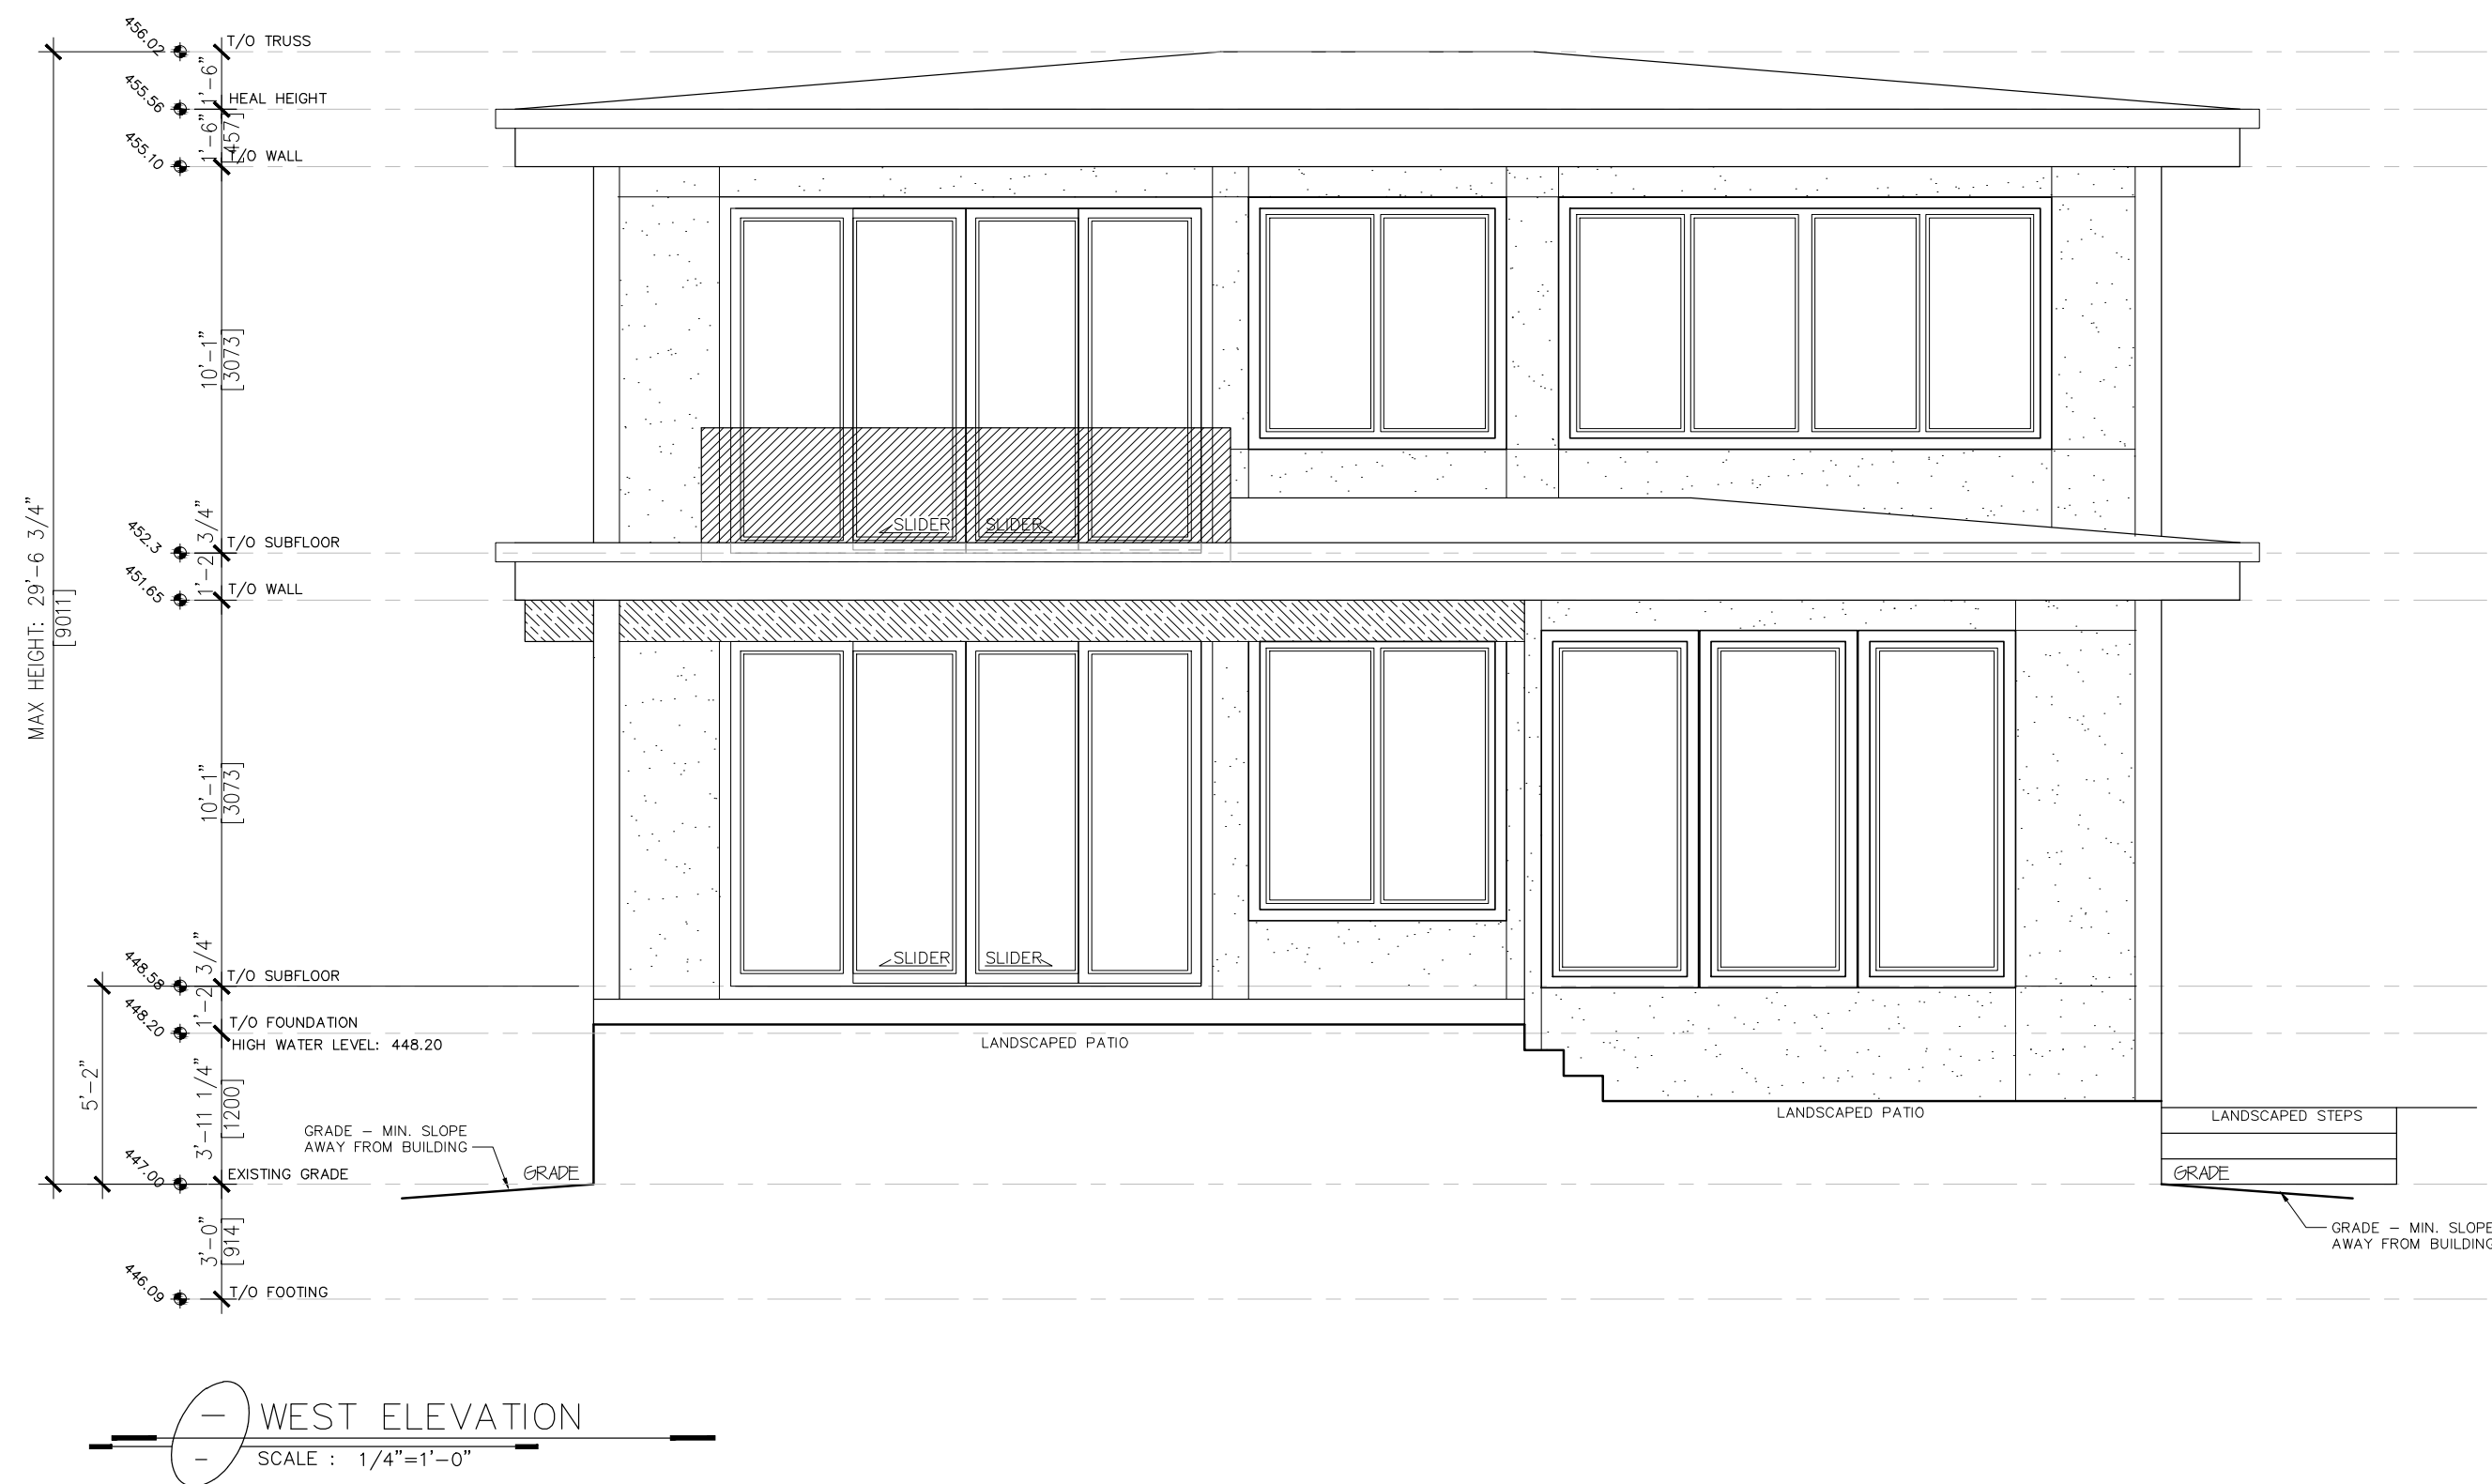 456.02
T/O TRUSS
1'-6"
455.56
HEAL HEIGHT
1'-6"
[457]
455.10
T/O WALL
10'-1"
[3073]
MAX HEIGHT: 29'-6 3/4"
[9011]
SLIDER
SLIDER
452.3
T/O SUBFLOOR
1'-2 3/4"
451.65
T/O WALL
10'-1"
[3073]
SLIDER
SLIDER
448.58
T/O SUBFLOOR
1'-2 3/4"
448.20
T/O FOUNDATION
HIGH WATER LEVEL: 448.20
LANDSCAPED PATIO
5'-2"
3'-11 1/4"
[1200]
LANDSCAPED PATIO
LANDSCAPED STEPS
GRADE – MIN. SLOPE
AWAY FROM BUILDING
447.00
EXISTING GRADE
GRADE
GRADE
GRADE – MIN. SLOPE
AWAY FROM BUILDING
3'-0"
[914]
446.09
T/O FOOTING
–
WEST ELEVATION
–
SCALE : 1/4"=1'-0"